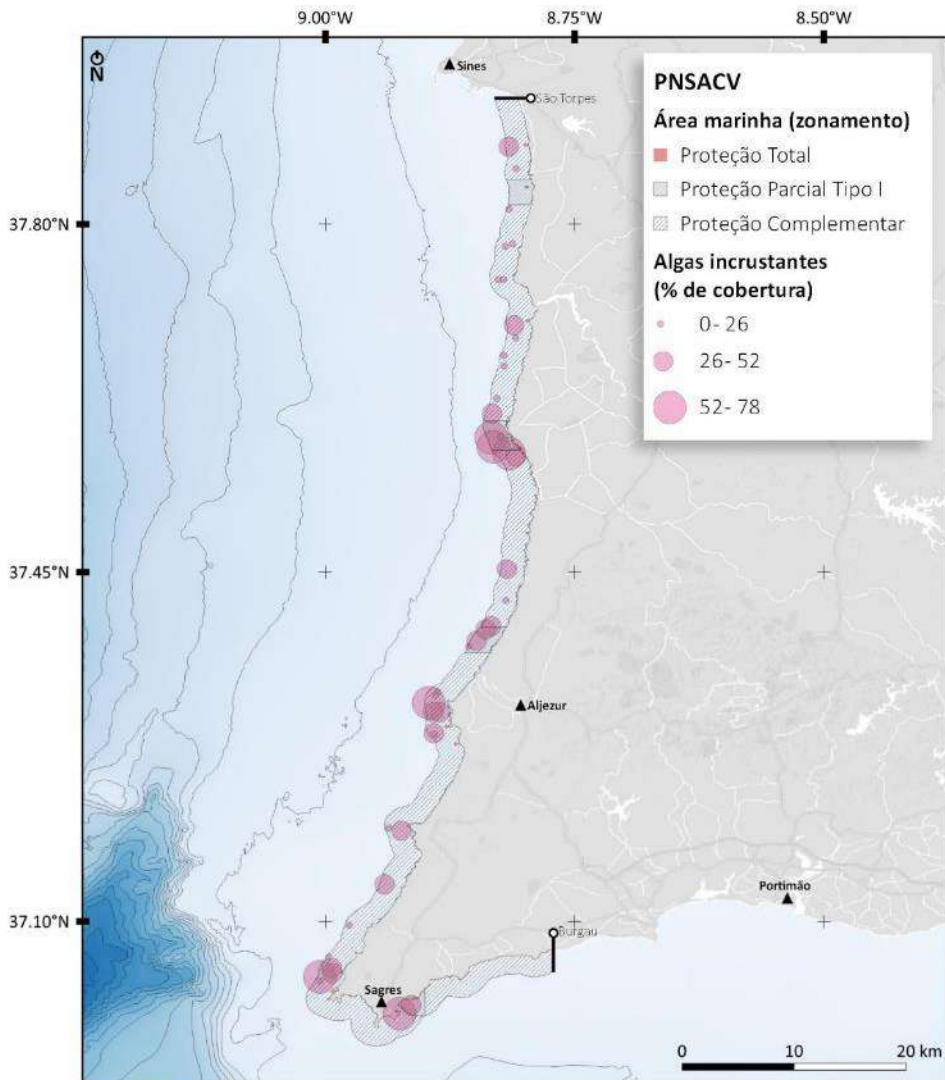 9.00°W
8.75°W
8.50°W
N
Sines
São Torpes
PNSACV
Área marinha (zonamento)
Proteção Total
Proteção Parcial Tipo I
Proteção Complementar
Algas incrustantes
(% de cobertura)
0- 26
26- 52
52- 78
37.80°N
37.45°N
Aljezur
Portimão
37.10°N
Burgau
Sagres
0
10
20 km